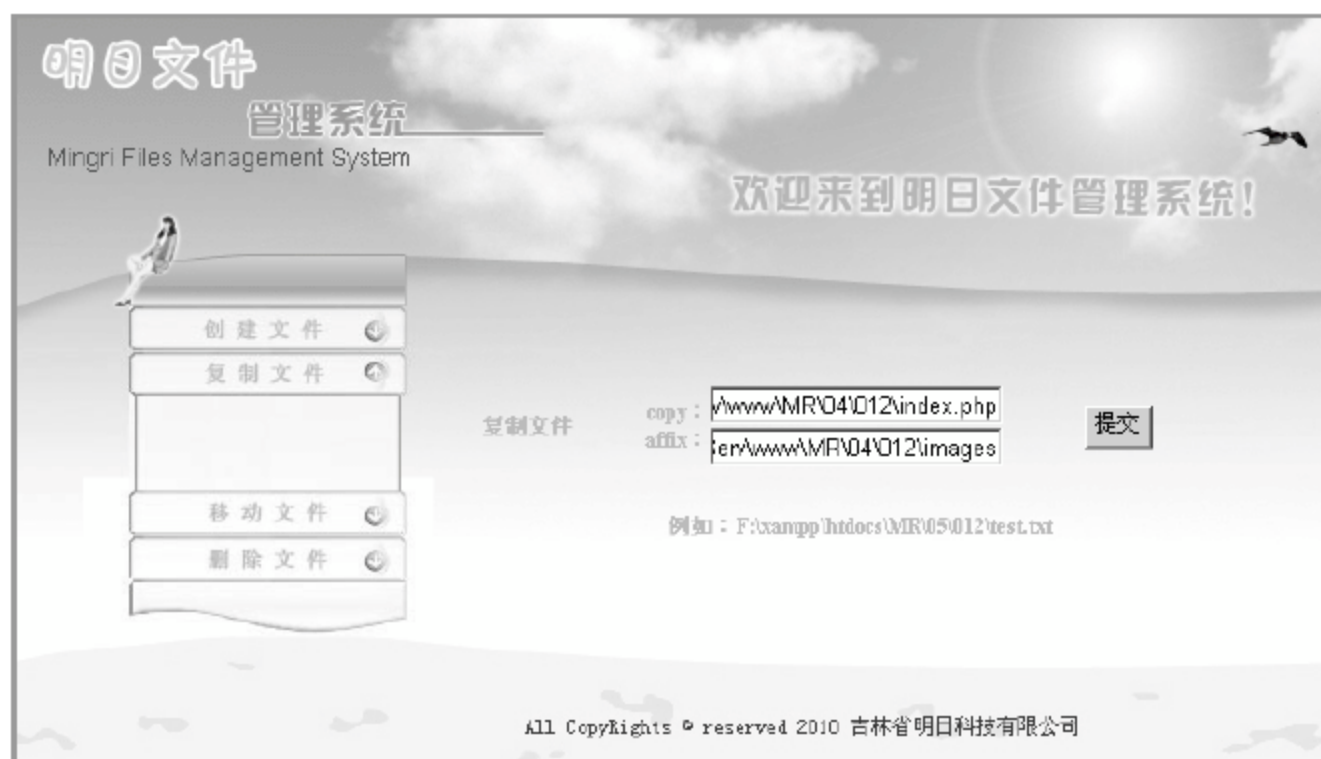 明日文件
管理系统
Mingri Files Management System
欢迎来到明日文件管理系统!
创建文件
复制文件
移动文件
删除文件
复制文件
copy：
\www\MR\04\012\index.php
affix：
\www\MR\04\012\images
提交
例如：F:\xampp\htdocs\MR\05\012\test.txt
All CopyRights © reserved 2010 吉林省明日科技有限公司